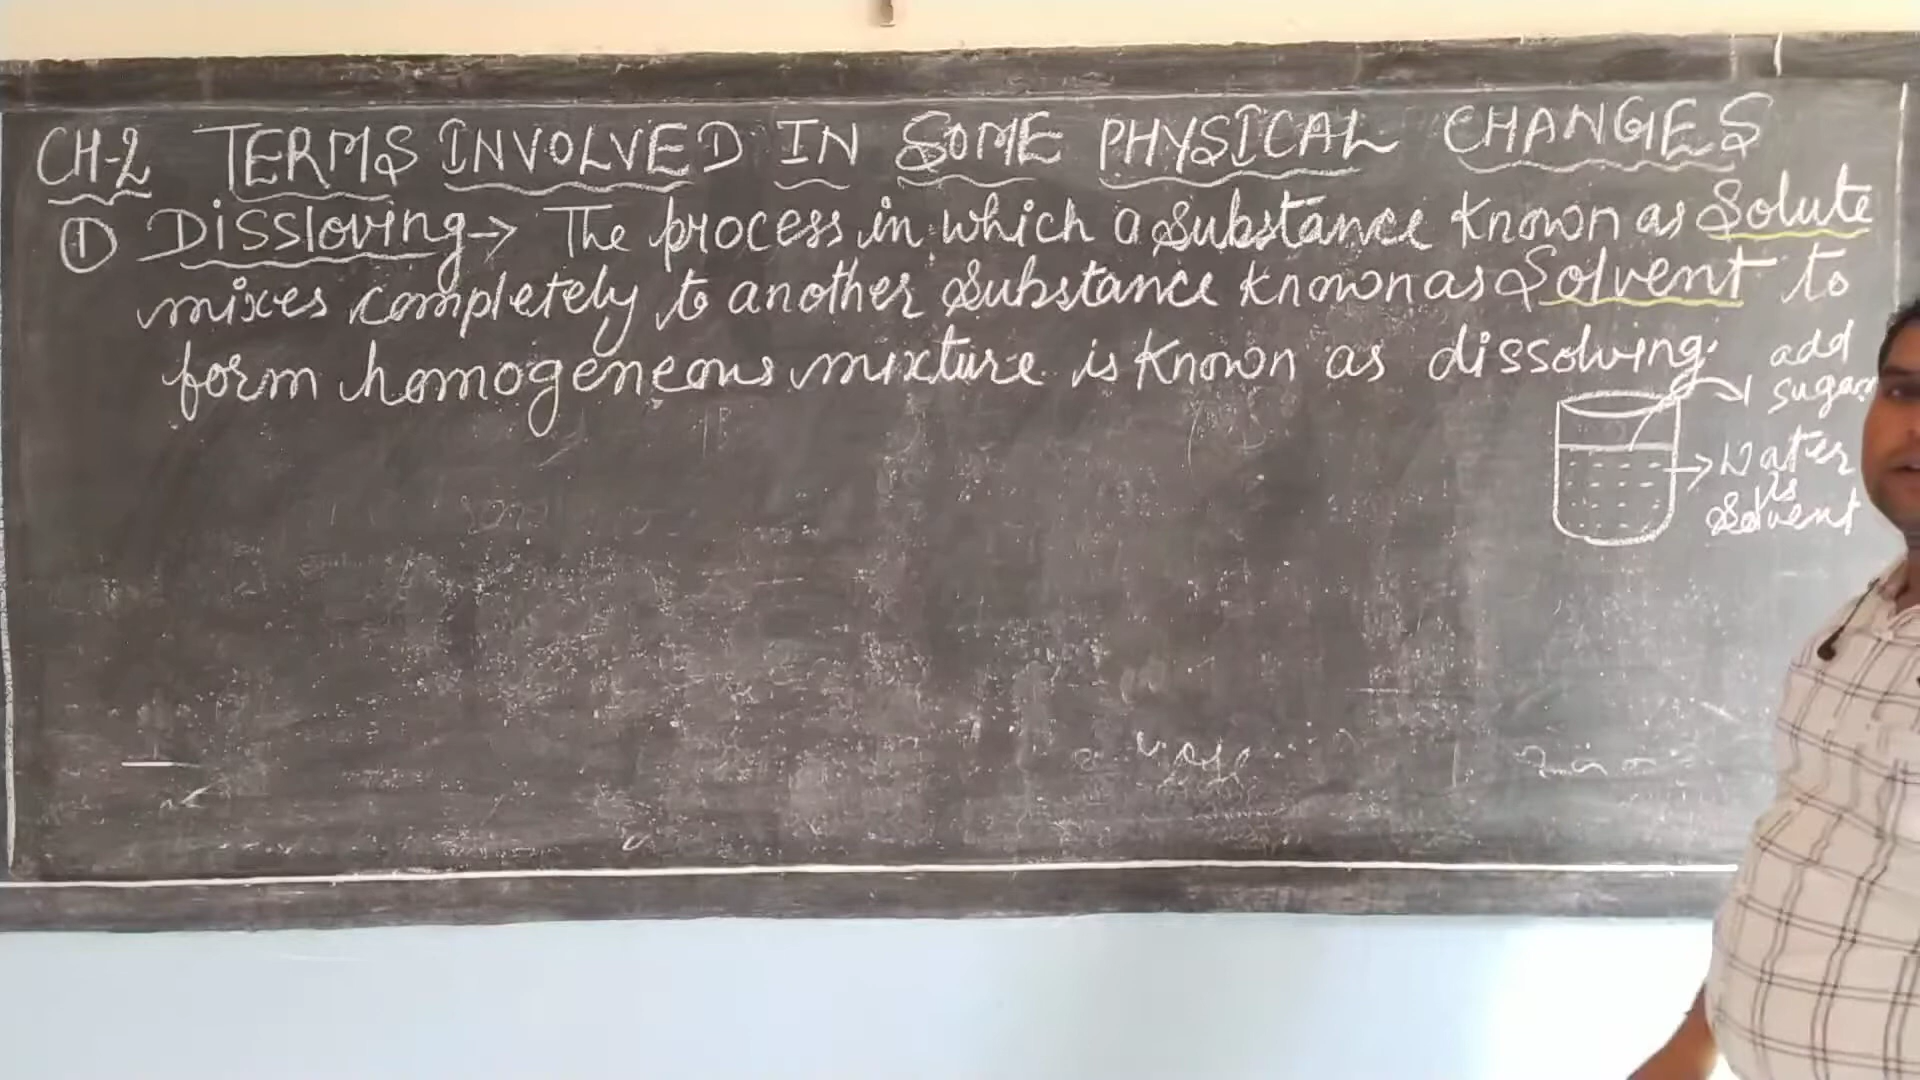 CH-2 TERMS INVOLVED IN SOME PHYSICAL CHANGES
① Dissloving → The process in which a substance known as Solute
mixes completely to another substance known as Solvent to
form homogeneous mixture is known as dissolving.
add
sugar
→ Water
is
Solvent